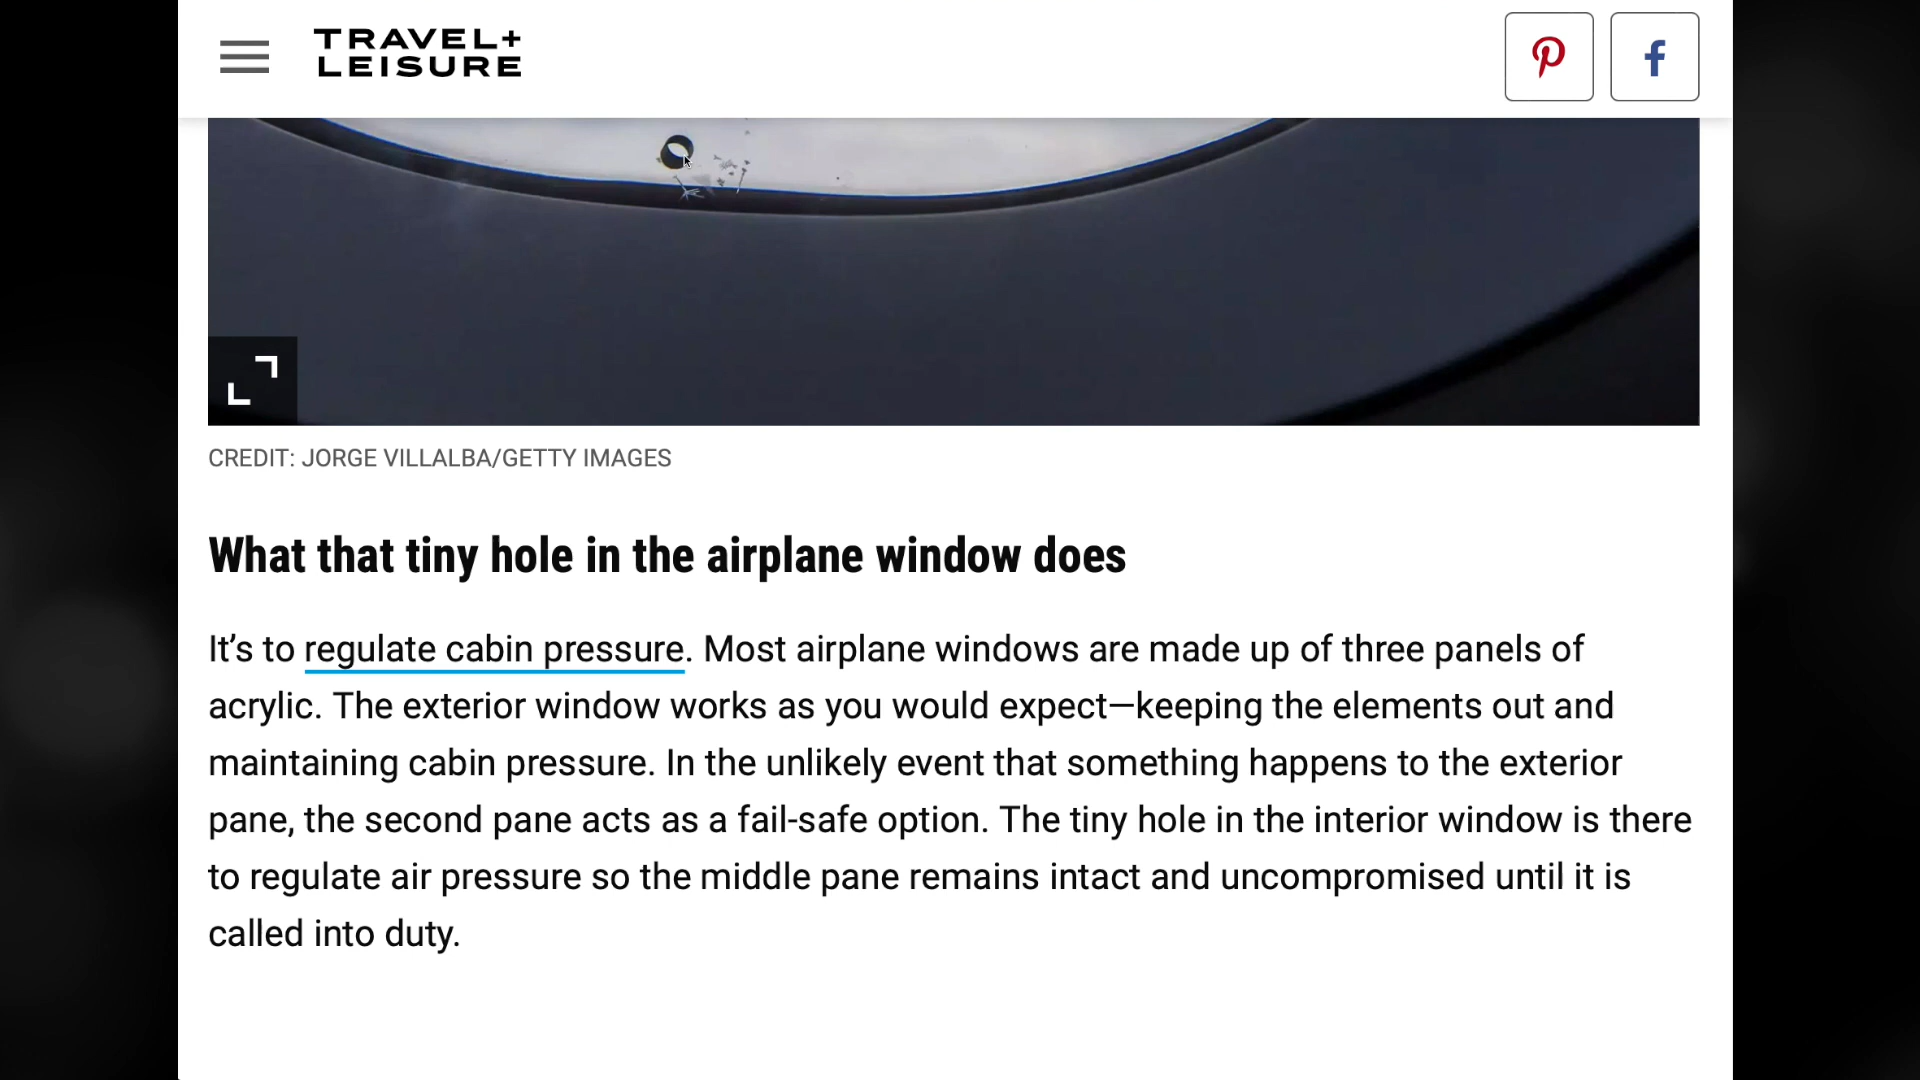 TRAVEL+
LEISURE
CREDIT: JORGE VILLALBA/GETTY IMAGES
What that tiny hole in the airplane window does
It’s to regulate cabin pressure. Most airplane windows are made up of three panels of
acrylic. The exterior window works as you would expect—keeping the elements out and
maintaining cabin pressure. In the unlikely event that something happens to the exterior
pane, the second pane acts as a fail-safe option. The tiny hole in the interior window is there
to regulate air pressure so the middle pane remains intact and uncompromised until it is
called into duty.